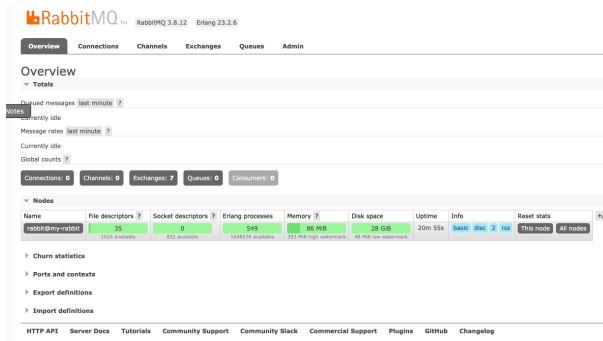 RabbitMQ TM RabbitMQ 3.8.12 Erlang 23.2.6
Overview Connections Channels Exchanges Queues Admin
Overview
Totals
Queued messages last minute ?
Notes
Currently idle
Message rates last minute ?
Currently idle
Global counts ?
Connections: 0 Channels: 0 Exchanges: 7 Queues: 0 Consumers: 0
Nodes
Name File descriptors ? Socket descriptors ? Erlang processes Memory ? Disk space Uptime Info Reset stats +/-
rabbit@my-rabbit 35 0 549 86 MiB 28 GiB 20m 55s basic disc 2 rss This node All nodes
1024 available 832 available 1048576 available 393 MiB high watermark 48 MiB low watermark
Churn statistics
Ports and contexts
Export definitions
Import definitions
HTTP API Server Docs Tutorials Community Support Community Slack Commercial Support Plugins GitHub Changelog